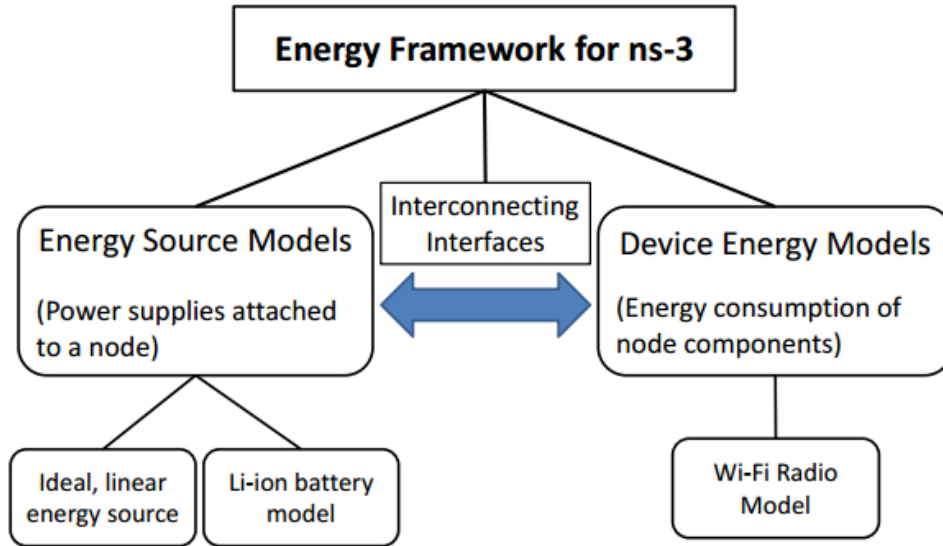 Energy Framework for ns-3
Interconnecting
Interfaces
Energy Source Models
(Power supplies attached
to a node)
Device Energy Models
(Energy consumption of
node components)
Ideal, linear
energy source
Li-ion battery
model
Wi-Fi Radio
Model